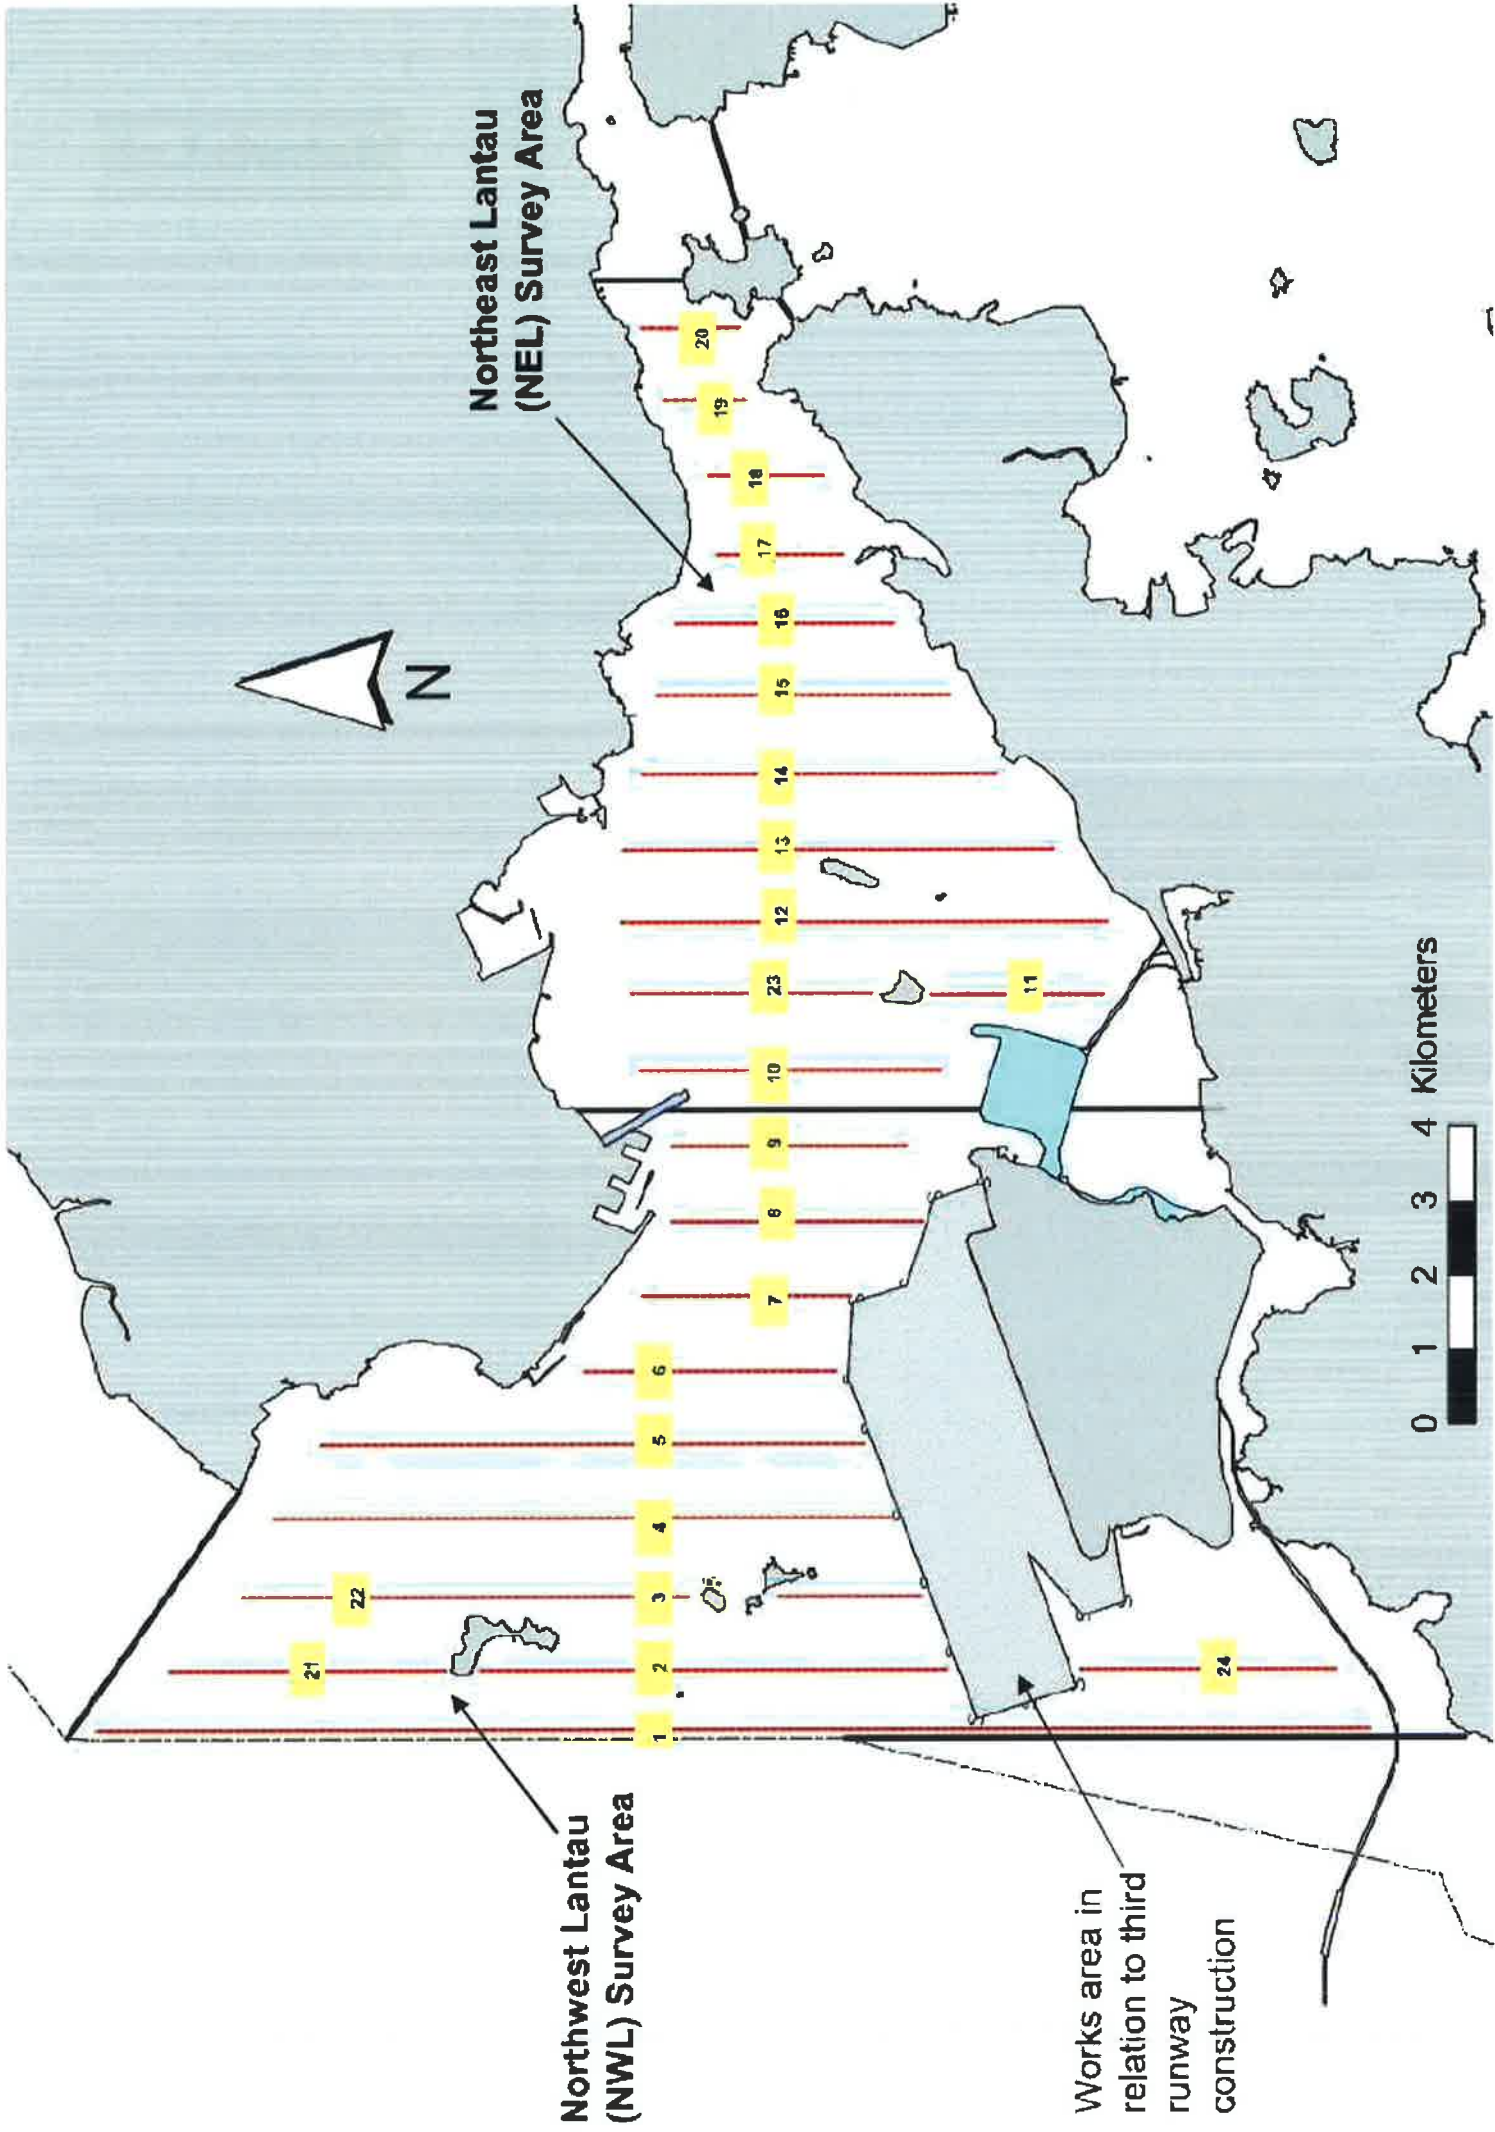 Northeast Lantau
(NEL) Survey Area
N
Northwest Lantau
(NWL) Survey Area
21
22
1
2
3
4
5
6
7
8
9
10
23
12
13
14
15
16
17
18
19
20
11
24
Works area in
relation to third
runway
construction
0 1 2 3 4 Kilometers